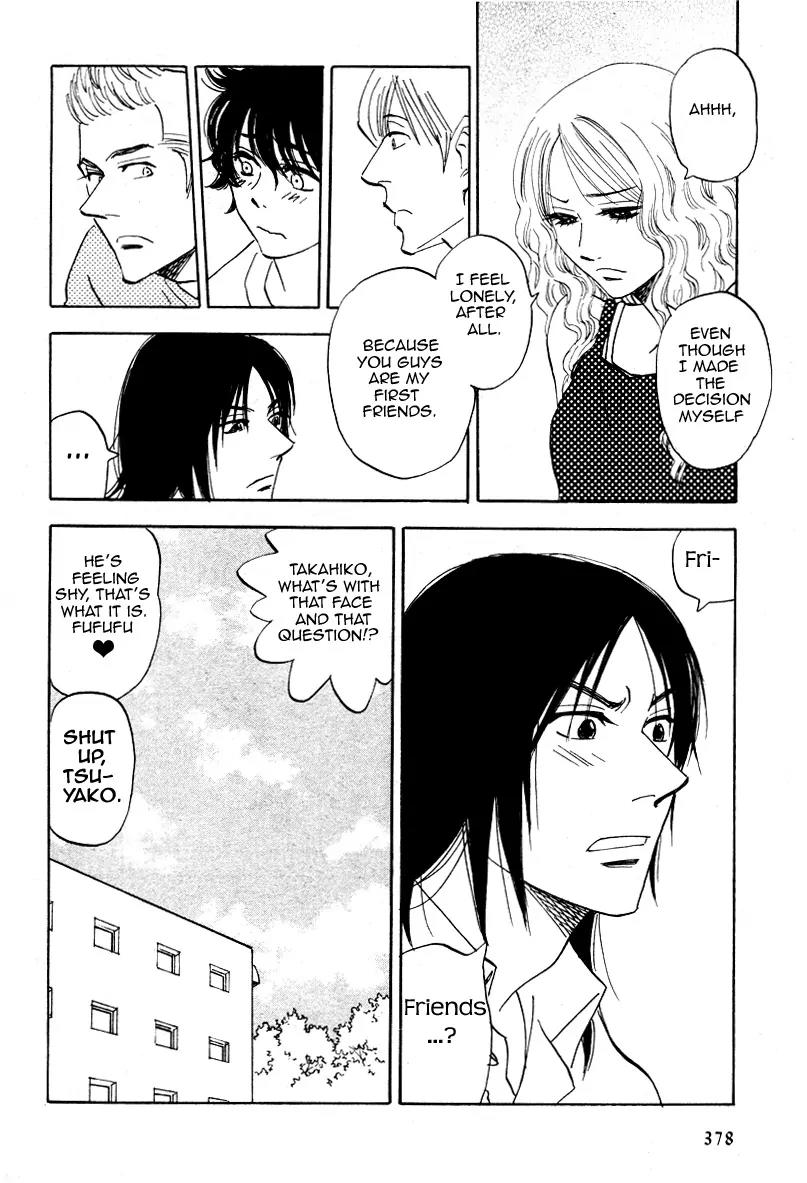 AHHH,
EVEN
THOUGH
I MADE
THE
DECISION
MYSELF
I FEEL
LONELY,
AFTER
ALL.
BECAUSE
YOU GUYS
ARE MY
FIRST
FRIENDS.
...
Fri-
Friends
...?
TAKAHIKO,
WHAT'S WITH
THAT FACE
AND THAT
QUESTION!?
HE'S
FEELING
SHY, THAT'S
WHAT IT IS.
FUFUFU
♥
SHUT
UP,
TSU-
YAKO.
378